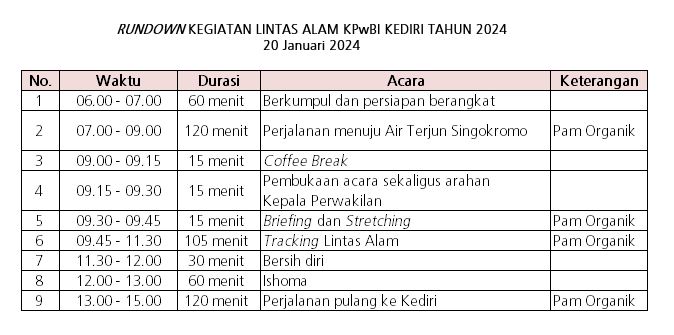 RUNDOWN KEGIATAN LINTAS ALAM KPwBI KEDIRI TAHUN 2024
20 Januari 2024
No. Waktu Durasi Acara Keterangan
1 06.00 - 07.00 60 menit Berkumpul dan persiapan berangkat
2 07.00 - 09.00 120 menit Perjalanan menuju Air Terjun Singokromo Pam Organik
3 09.00 - 09.15 15 menit Coffee Break
4 09.15 - 09.30 15 menit Pembukaan acara sekaligus arahan
Kepala Perwakilan
5 09.30 - 09.45 15 menit Briefing dan Stretching Pam Organik
6 09.45 - 11.30 105 menit Tracking Lintas Alam Pam Organik
7 11.30 - 12.00 30 menit Bersih diri
8 12.00 - 13.00 60 menit Ishoma
9 13.00 - 15.00 120 menit Perjalanan pulang ke Kediri Pam Organik